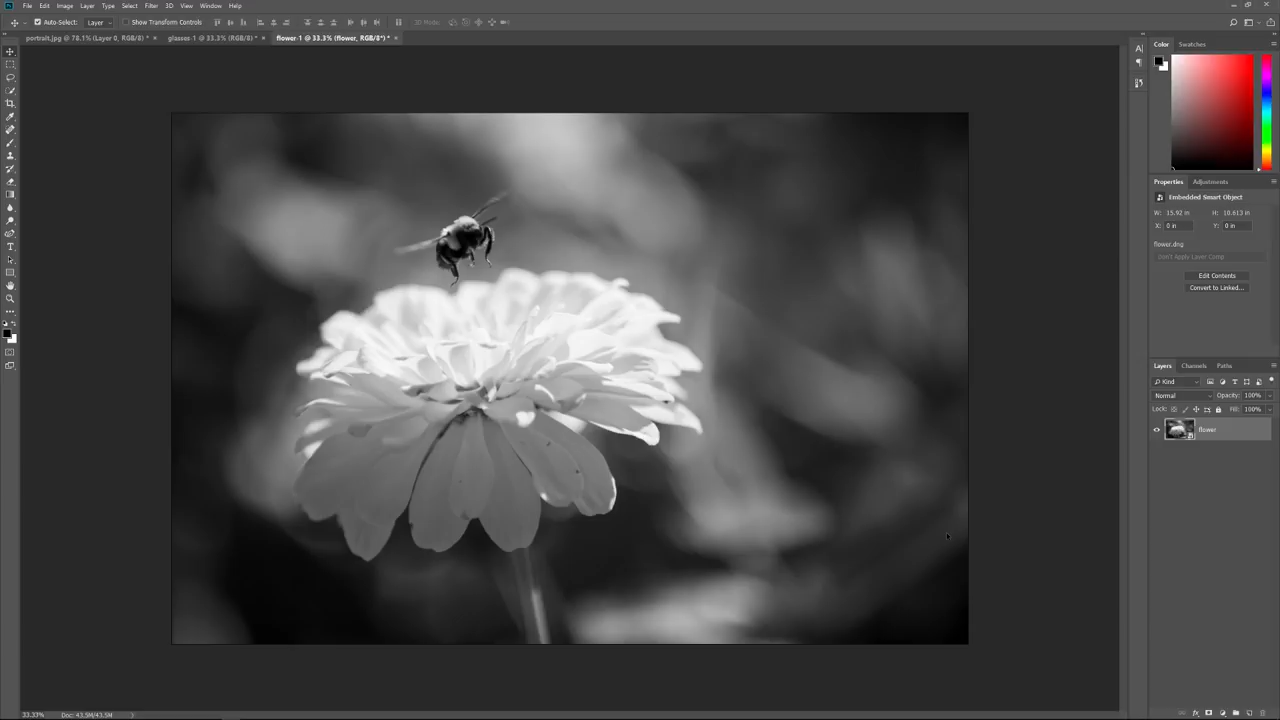 File Edit Image Layer Type Select Filter 3D View Window Help
Auto-Select: Layer Show Transform Controls 3D Mode:
portrait.jpg @ 78.1% (Layer 0, RGB/8) * × glasses-1 @ 33.3% (RGB/8*) * × flower-1 @ 33.3% (flower, RGB/8*) * ×
Color Swatches
Properties Adjustments
Embedded Smart Object
W: 15.92 in H: 10.613 in
X: 0 in Y: 0 in
flower.dng
Don't Apply Layer Comp
Edit Contents
Convert to Linked...
Layers Channels Paths
Kind
Normal Opacity: 100%
Lock: Fill: 100%
flower
33.33% Doc: 43.5M/43.5M